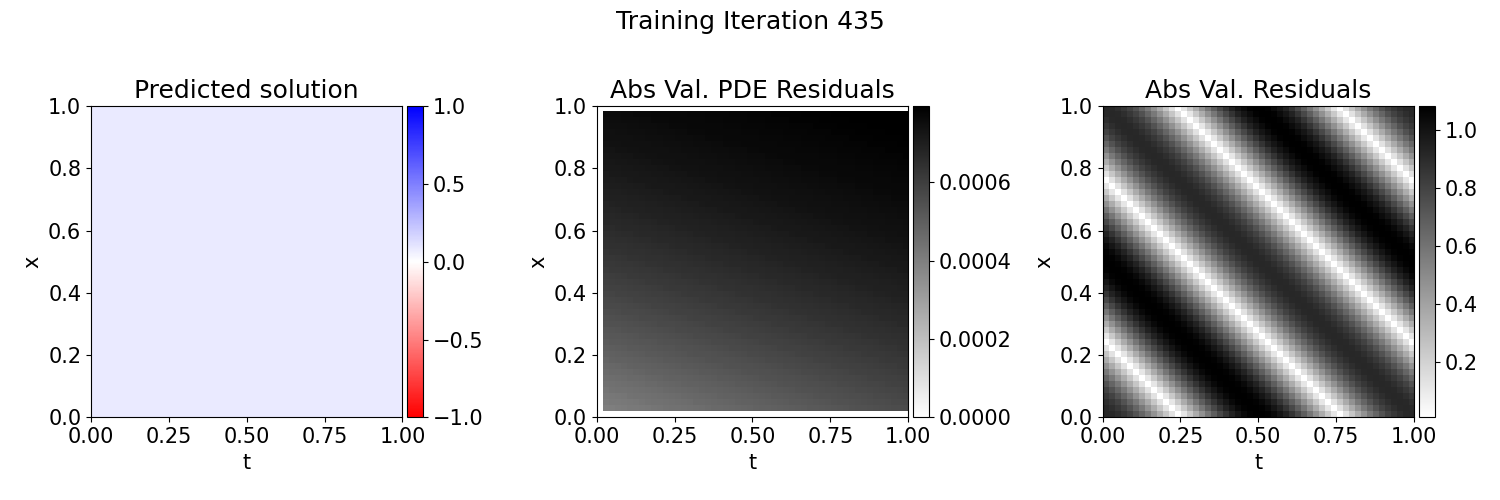 Training Iteration 435
Predicted solution
1.0
0.8
0.6
0.4
0.2
0.0
x
0.00 0.25 0.50 0.75 1.00
t
1.0
0.5
0.0
−0.5
−1.0
Abs Val. PDE Residuals
1.0
0.8
0.6
0.4
0.2
0.0
x
0.00 0.25 0.50 0.75 1.00
t
0.0006
0.0004
0.0002
0.0000
Abs Val. Residuals
1.0
0.8
0.6
0.4
0.2
0.0
x
0.00 0.25 0.50 0.75 1.00
t
1.0
0.8
0.6
0.4
0.2